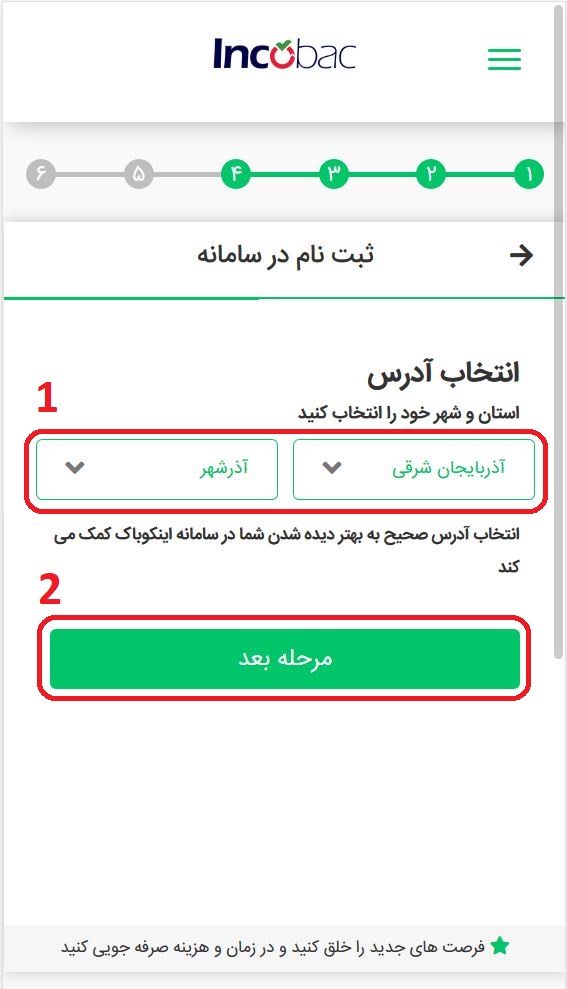 Incobac
۱ ۲ ۳ ۴ ۵ ۶
ثبت نام در سامانه
انتخاب آدرس
1
استان و شهر خود را انتخاب کنید
آذربایجان شرقی آذرشهر
انتخاب آدرس صحیح به بهتر دیده شدن شما در سامانه اینکوباک کمک می
کند
2
مرحله بعد
فرصت های جدید را خلق کنید و در زمان و هزینه صرفه جویی کنید